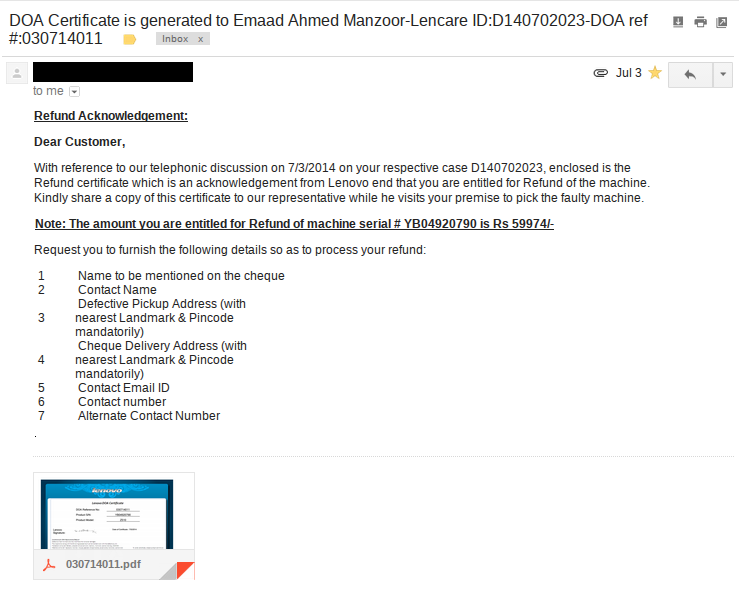 DOA Certificate is generated to Emaad Ahmed Manzoor-Lencare ID:D140702023-DOA ref
#:030714011 Inbox x
Jul 3
to me
Refund Acknowledgement:
Dear Customer,
With reference to our telephonic discussion on 7/3/2014 on your respective case D140702023, enclosed is the
Refund certificate which is an acknowledgement from Lenovo end that you are entitled for Refund of the machine.
Kindly share a copy of this certificate to our representative while he visits your premise to pick the faulty machine.
Note: The amount you are entitled for Refund of machine serial # YB04920790 is Rs 59974/-
Request you to furnish the following details so as to process your refund:
1 Name to be mentioned on the cheque
2 Contact Name
Defective Pickup Address (with
3 nearest Landmark & Pincode
mandatorily)
Cheque Delivery Address (with
4 nearest Landmark & Pincode
mandatorily)
5 Contact Email ID
6 Contact number
7 Alternate Contact Number
.
lenovo
Lenovo DOA Certificate
030714011.pdf